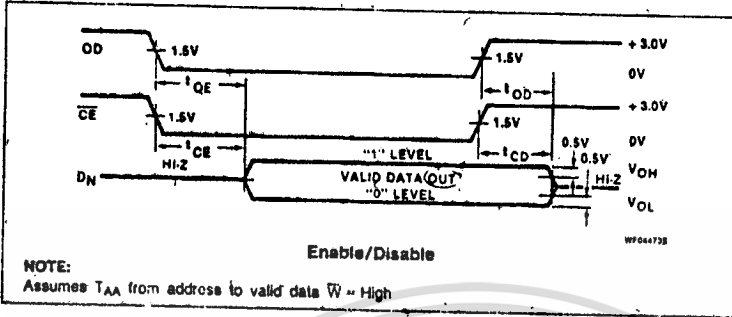 OD
1.5V
1.5V
+ 3.0V
0V
tQE
tOD
CE
1.5V
1.5V
+ 3.0V
0V
tCE
tCD
0.5V
0.5V
HI-Z
"1" LEVEL
DN
VALID DATA OUT
"0" LEVEL
HI-Z
VOH
VOL
WF04473S
Enable/Disable
NOTE:
Assumes TAA from address to valid data W̅ = High